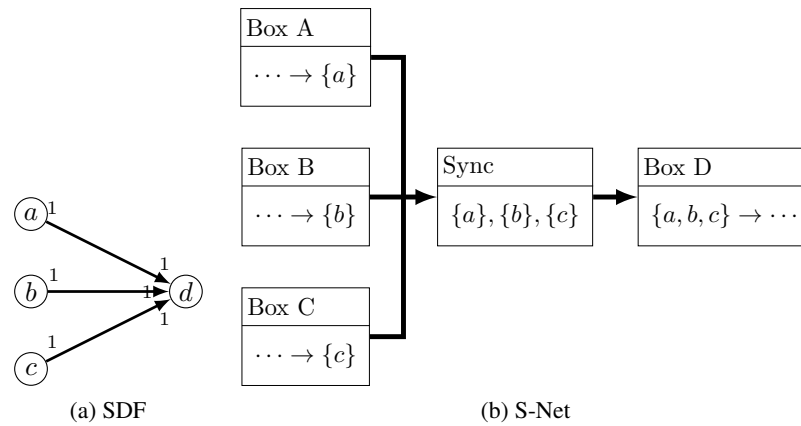 a
1
1
b
1
1
d
1
c
1
(a) SDF
Box A
··· → {a}
Box B
··· → {b}
Box C
··· → {c}
Sync
{a}, {b}, {c}
Box D
{a, b, c} → ···
(b) S-Net